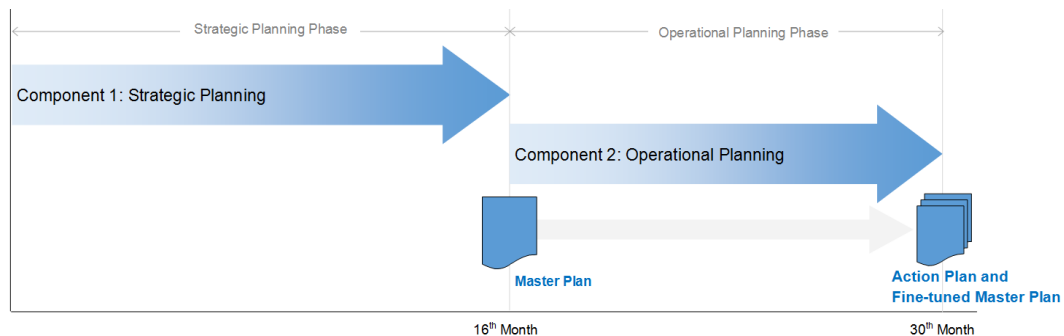 Strategic Planning Phase
Operational Planning Phase
Component 1: Strategic Planning
Component 2: Operational Planning
Master Plan
Action Plan and
Fine-tuned Master Plan
16th Month
30th Month